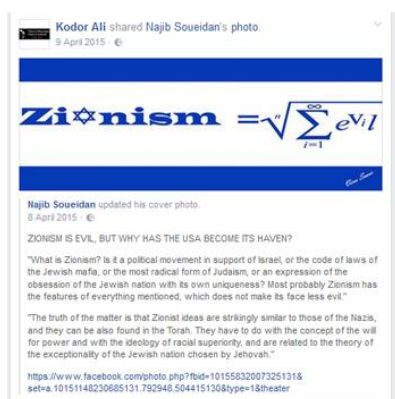 Kodor Ali shared Najib Soueidan's photo.
9 April 2015 ·
Zi✡nism = n√ ∞ ∑ i=1 e^v i l
Najib Soueidan updated his cover photo.
8 April 2015 ·
ZIONISM IS EVIL, BUT WHY HAS THE USA BECOME ITS HAVEN?
"What is Zionism? Is it a political movement in support of Israel, or the code of laws of
the Jewish mafia, or the most radical form of Judaism, or an expression of the
obsession of the Jewish nation with its own uniqueness? Most probably Zionism has
the features of everything mentioned, which does not make its face less evil."
"The truth of the matter is that Zionist ideas are strikingly similar to those of the Nazis,
and they can be also found in the Torah. They have to do with the concept of the will
for power and with the ideology of racial superiority, and are related to the theory of
the exceptionality of the Jewish nation chosen by Jehovah."
https://www.facebook.com/photo.php?fbid=10155832007325131&
set=a.10151148230685131.792948.504415130&type=1&theater